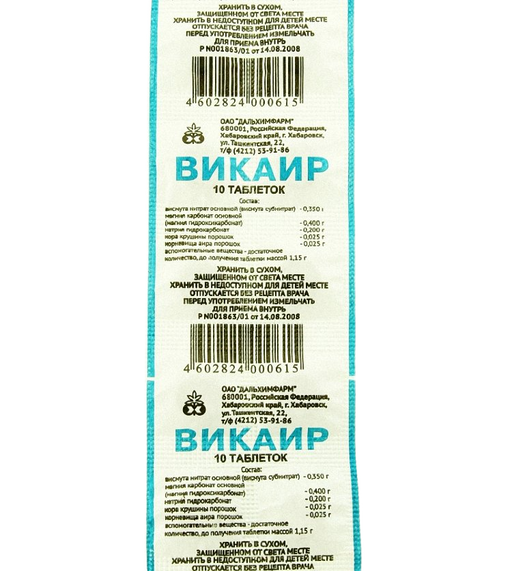 ХРАНИТЬ В СУХОМ,
ЗАЩИЩЕННОМ ОТ СВЕТА МЕСТЕ
ХРАНИТЬ В НЕДОСТУПНОМ ДЛЯ ДЕТЕЙ МЕСТЕ
ОТПУСКАЕТСЯ БЕЗ РЕЦЕПТА ВРАЧА
ПЕРЕД УПОТРЕБЛЕНИЕМ ИЗМЕЛЬЧАТЬ
ДЛЯ ПРИЕМА ВНУТРЬ
Р N001863/01 от 14.08.2008
4 602824 000615
ОАО "ДАЛЬХИМФАРМ"
680001, Российская Федерация,
Хабаровский край, г. Хабаровск,
ул. Ташкентская, 22,
т/ф (4212) 53-91-86
ВИКАИР
10 ТАБЛЕТОК
Состав:
висмута нитрат основной (висмута субнитрат) - 0,350 г
магния карбонат основной
(магния гидроксикарбонат) - 0,400 г
натрия гидрокарбонат - 0,200 г
кора крушины порошок - 0,025 г
корневища аира порошок - 0,025 г
вспомогательные вещества - достаточное
количество, до получения таблетки массой 1,15 г
ХРАНИТЬ В СУХОМ,
ЗАЩИЩЕННОМ ОТ СВЕТА МЕСТЕ
ХРАНИТЬ В НЕДОСТУПНОМ ДЛЯ ДЕТЕЙ МЕСТЕ
ОТПУСКАЕТСЯ БЕЗ РЕЦЕПТА ВРАЧА
ПЕРЕД УПОТРЕБЛЕНИЕМ ИЗМЕЛЬЧАТЬ
ДЛЯ ПРИЕМА ВНУТРЬ
Р N001863/01 от 14.08.2008
4 602824 000615
ОАО "ДАЛЬХИМФАРМ"
680001, Российская Федерация,
Хабаровский край, г. Хабаровск,
ул. Ташкентская, 22,
т/ф (4212) 53-91-86
ВИКАИР
10 ТАБЛЕТОК
Состав:
висмута нитрат основной (висмута субнитрат) - 0,350 г
магния карбонат основной
(магния гидроксикарбонат) - 0,400 г
натрия гидрокарбонат - 0,200 г
кора крушины порошок - 0,025 г
корневища аира порошок - 0,025 г
вспомогательные вещества - достаточное
количество, до получения таблетки массой 1,15 г
ХРАНИТЬ В СУХОМ,
ЗАЩИЩЕННОМ ОТ СВЕТА МЕСТЕ
ХРАНИТЬ В НЕДОСТУПНОМ ДЛЯ ДЕТЕЙ МЕСТЕ
ОТПУСКАЕТСЯ БЕЗ РЕЦЕПТА ВРАЧА